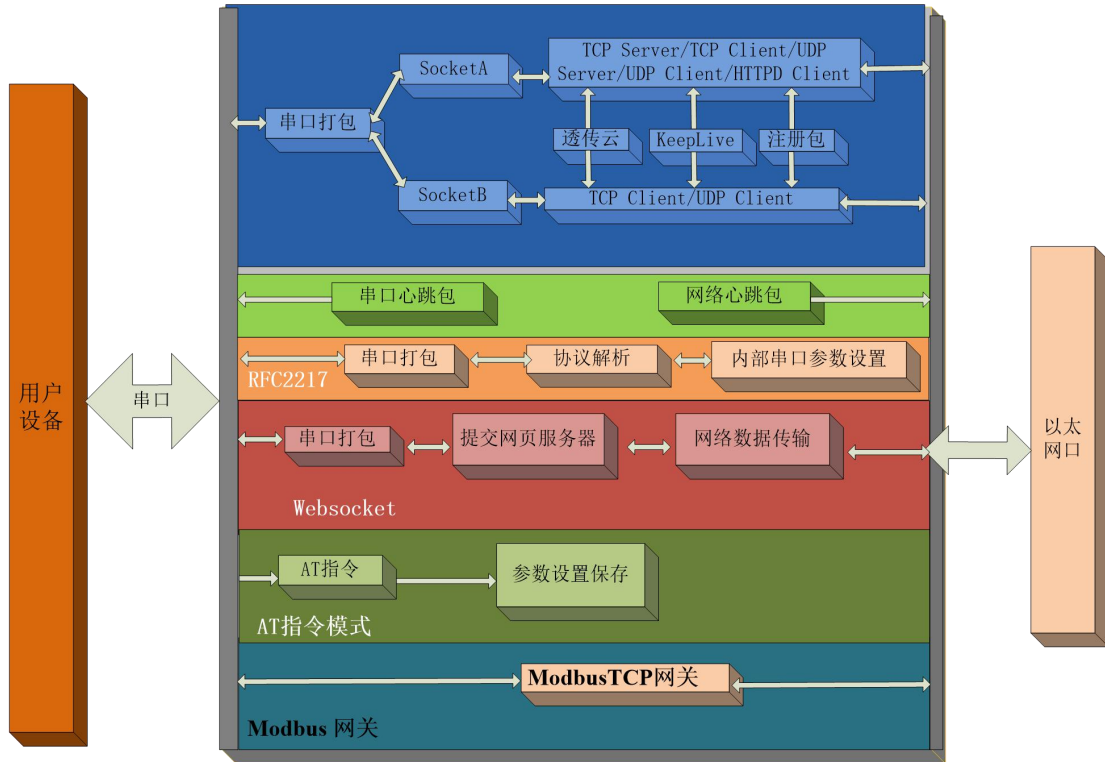 TCP Server/TCP Client/UDP
Server/UDP Client/HTTPD Client
SocketA
串口打包
透传云
KeepLive
注册包
SocketB
TCP Client/UDP Client
串口心跳包
网络心跳包
串口打包
协议解析
内部串口参数设置
RFC2217
用户
设备
串口
串口打包
提交网页服务器
网络数据传输
以太
网口
Websocket
AT指令
参数设置保存
AT指令模式
ModbusTCP网关
Modbus 网关